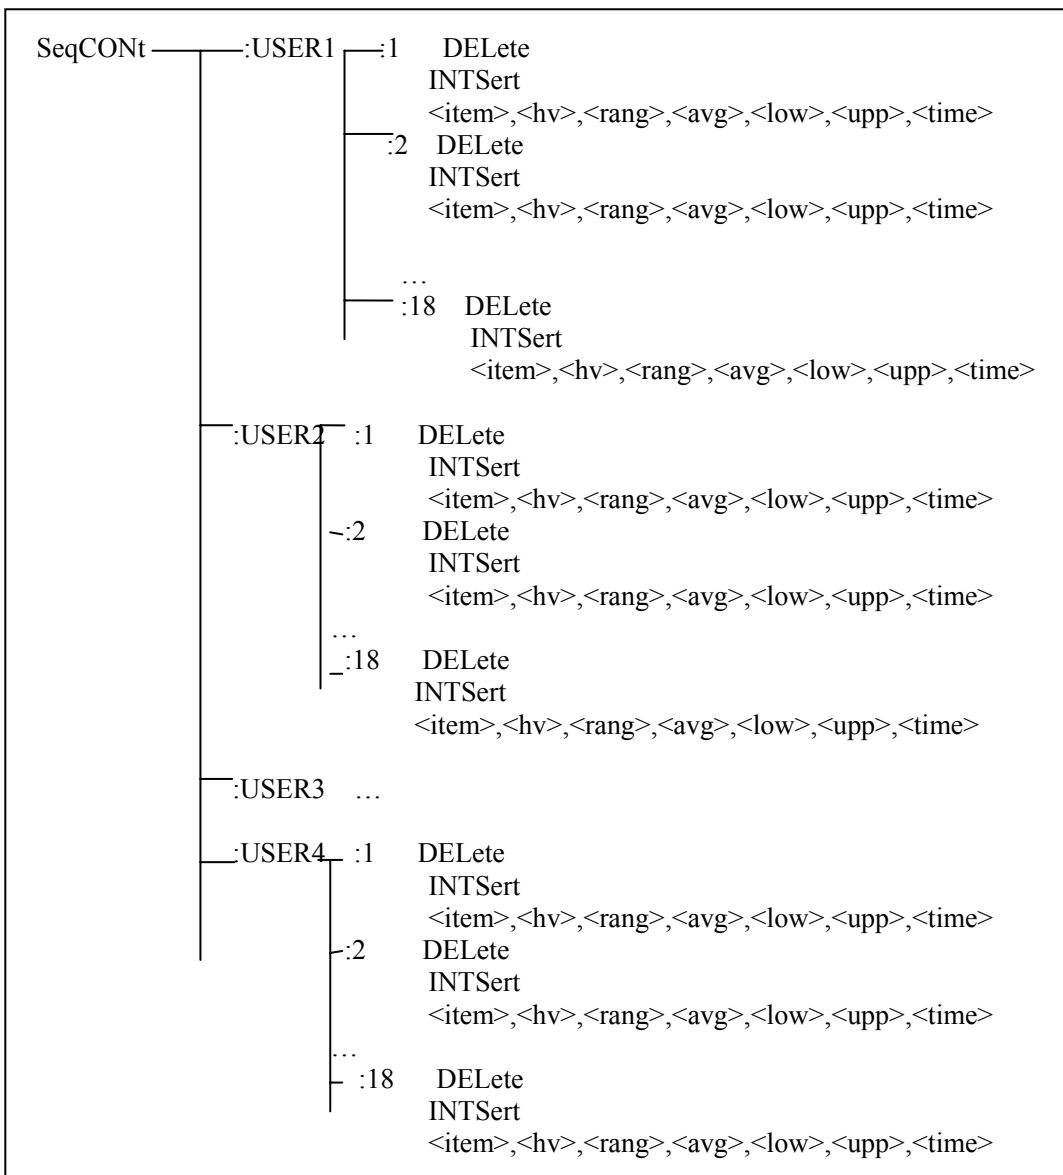 SeqCONt :USER1 :1 DELete
INTSert
<item>,<hv>,<rang>,<avg>,<low>,<upp>,<time>
:2 DELete
INTSert
<item>,<hv>,<rang>,<avg>,<low>,<upp>,<time>
…
:18 DELete
INTSert
<item>,<hv>,<rang>,<avg>,<low>,<upp>,<time>
:USER2 :1 DELete
INTSert
<item>,<hv>,<rang>,<avg>,<low>,<upp>,<time>
:2 DELete
INTSert
<item>,<hv>,<rang>,<avg>,<low>,<upp>,<time>
…
:18 DELete
INTSert
<item>,<hv>,<rang>,<avg>,<low>,<upp>,<time>
:USER3 …
:USER4 :1 DELete
INTSert
<item>,<hv>,<rang>,<avg>,<low>,<upp>,<time>
:2 DELete
INTSert
<item>,<hv>,<rang>,<avg>,<low>,<upp>,<time>
…
:18 DELete
INTSert
<item>,<hv>,<rang>,<avg>,<low>,<upp>,<time>